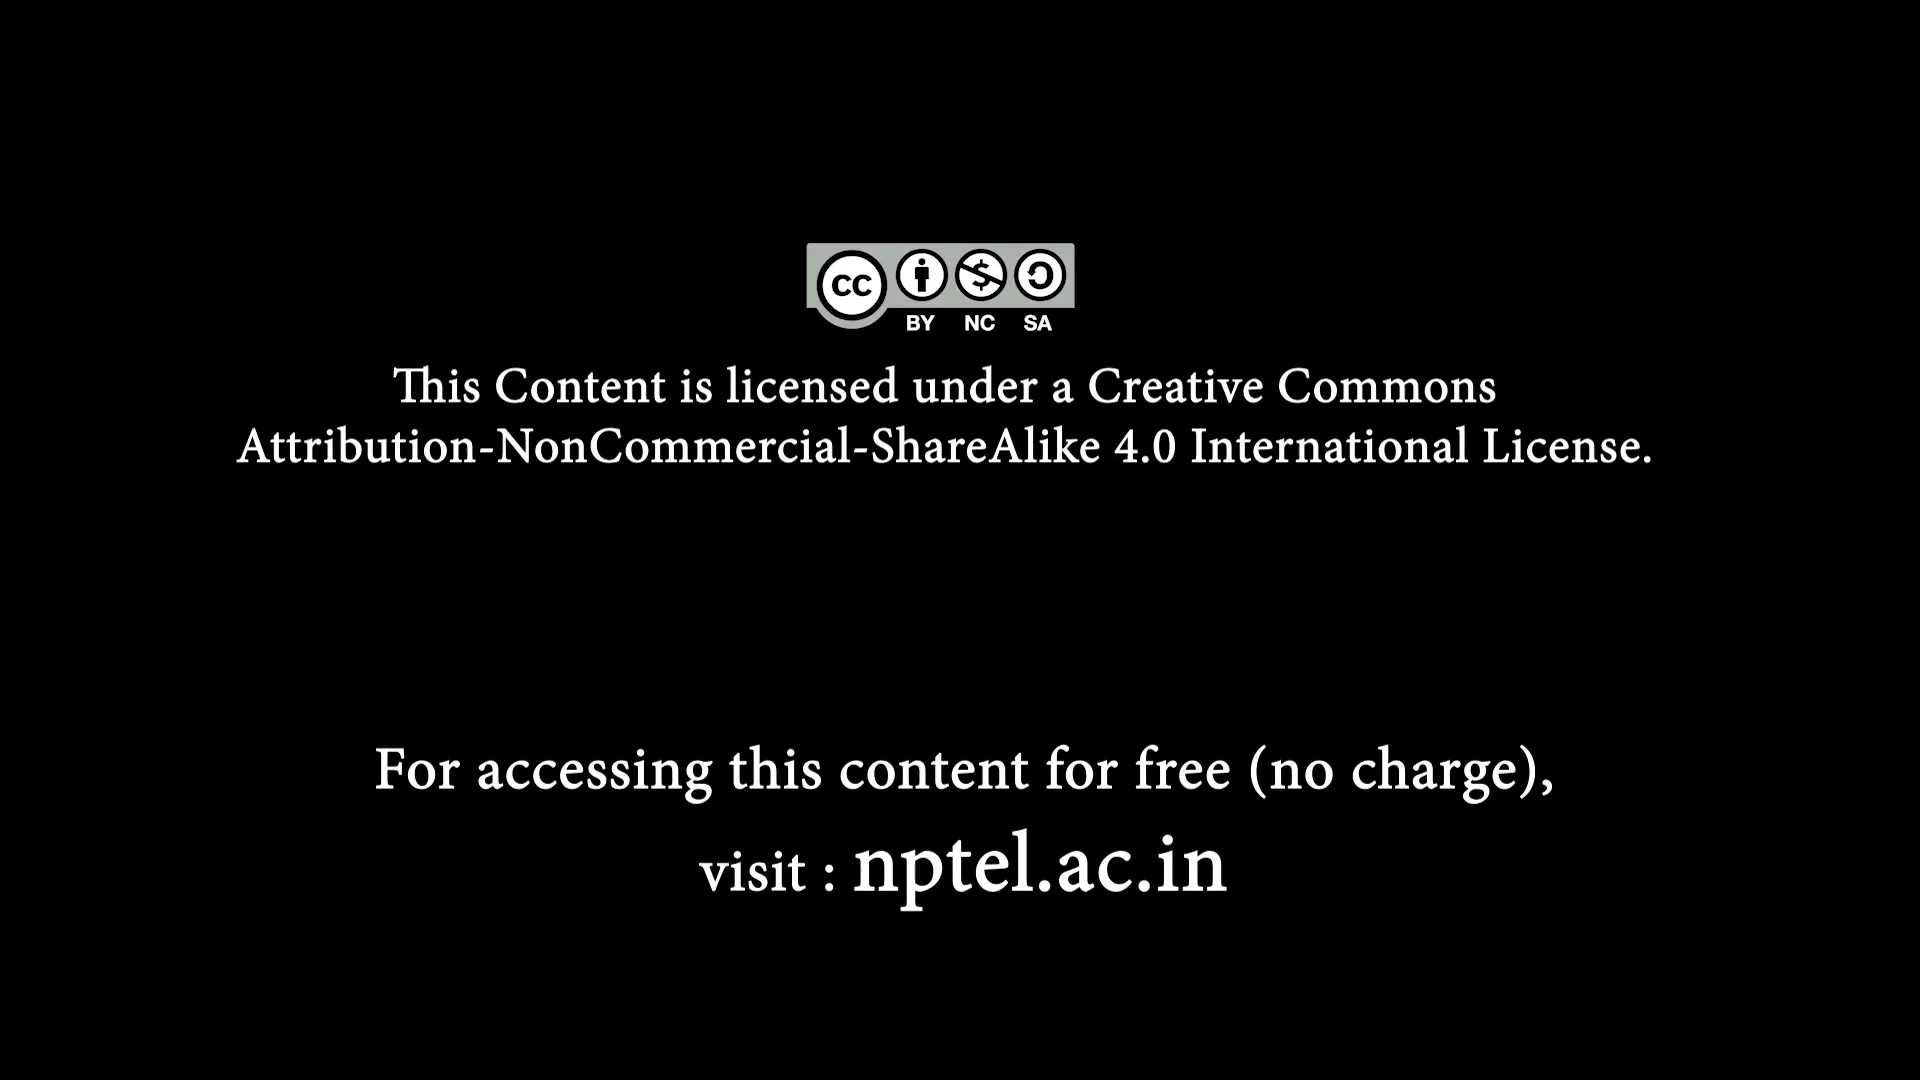 cc
BY NC SA
This Content is licensed under a Creative Commons
Attribution-NonCommercial-ShareAlike 4.0 International License.
For accessing this content for free (no charge),
visit : nptel.ac.in